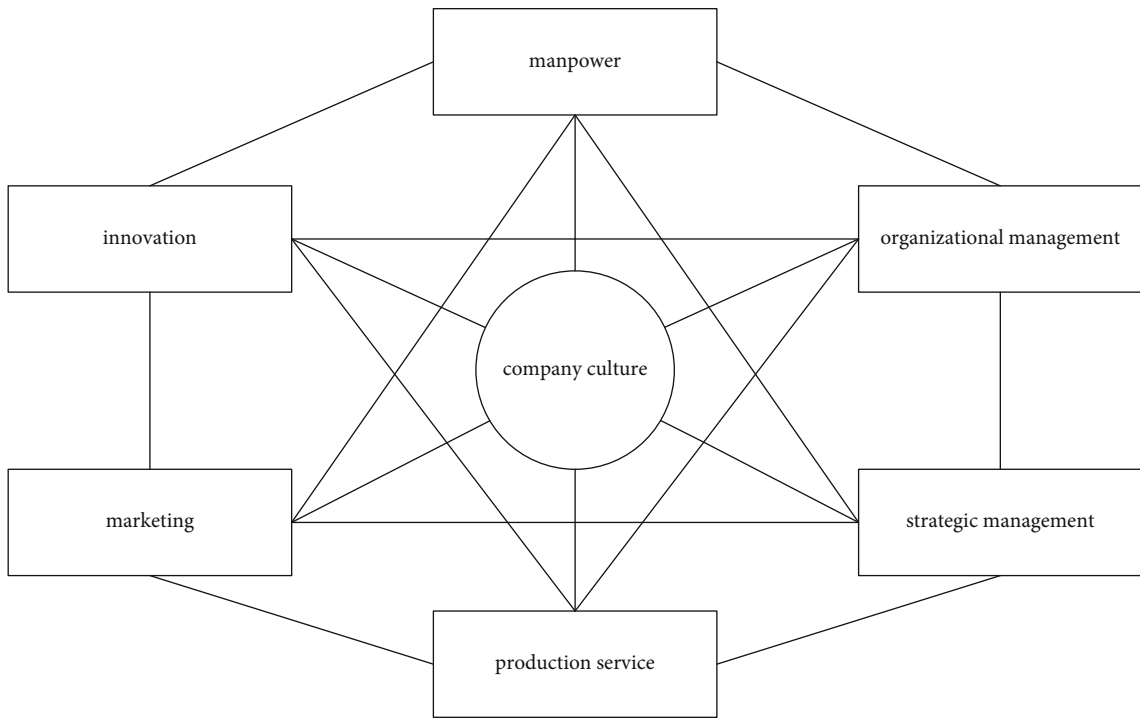 manpower
innovation
organizational management
company culture
marketing
strategic management
production service